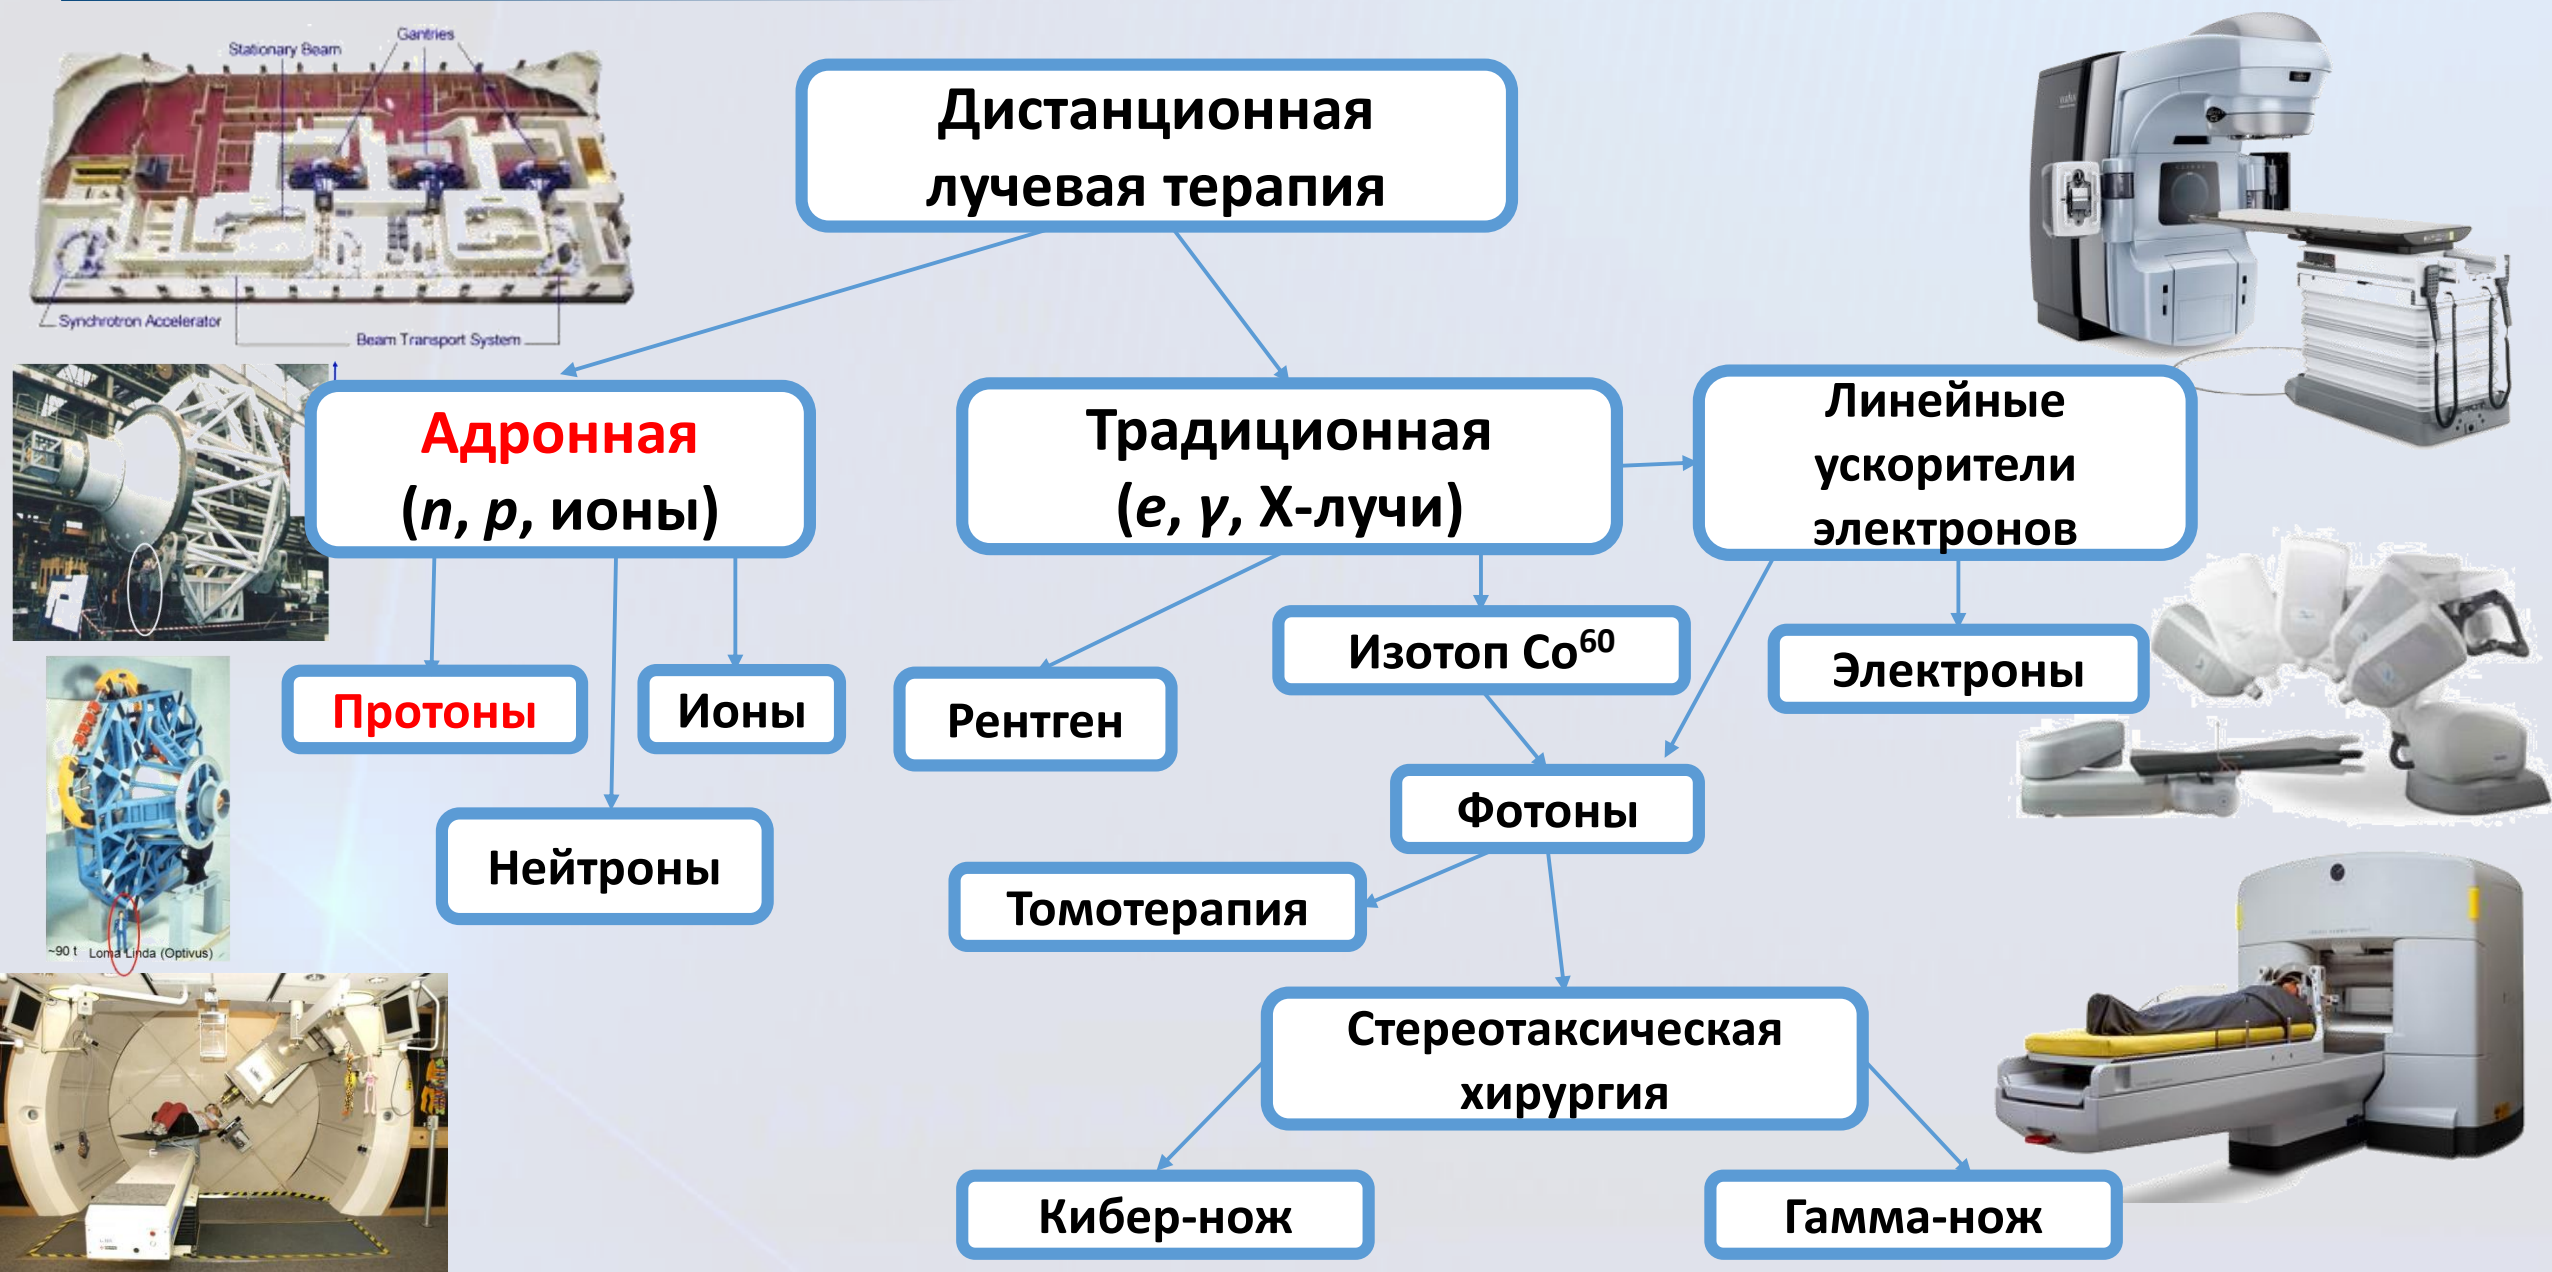 Gantries
Stationary Beam
Synchrotron Accelerator
Beam Transport System
Дистанционная
лучевая терапия
Адронная
(n, p, ионы)
Традиционная
(e, γ, X-лучи)
Линейные
ускорители
электронов
Протоны
Ионы
Нейтроны
Рентген
Изотоп Co⁶⁰
Электроны
Фотоны
Томотерапия
Стереотаксическая
хирургия
Кибер-нож
Гамма-нож
~90 t Loma Linda (Optivus)